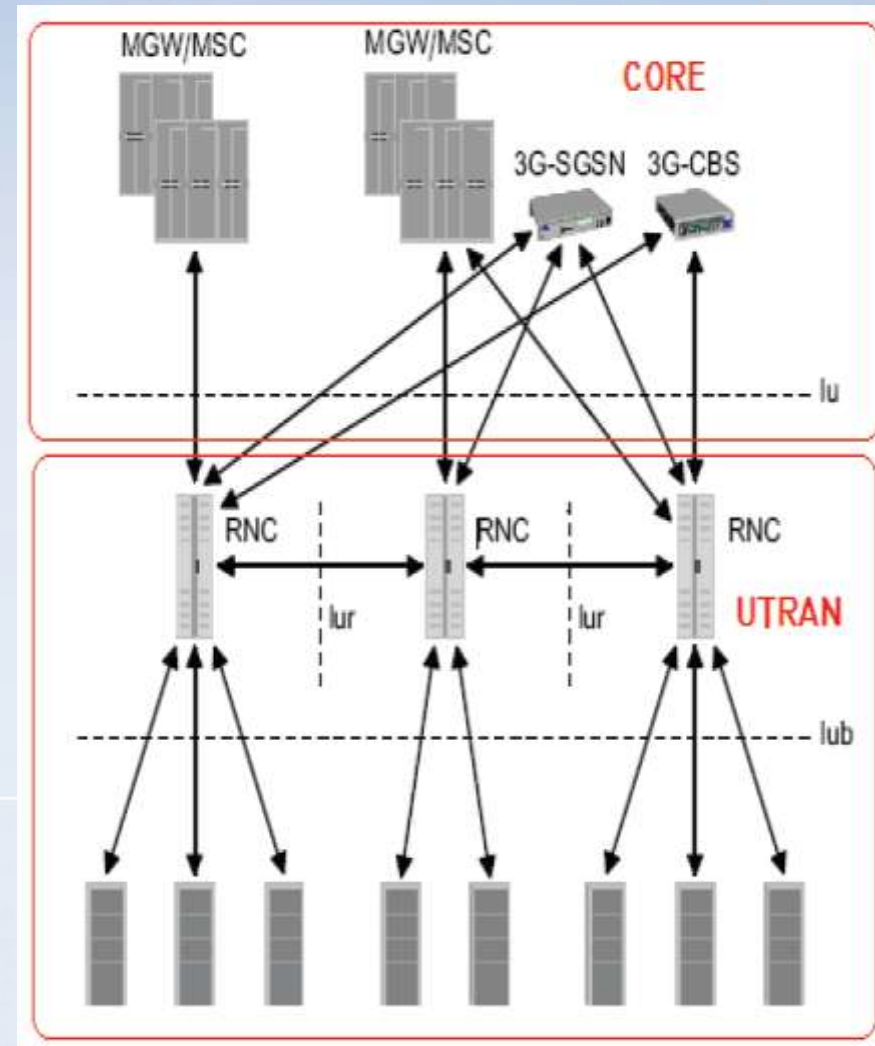 MGW/MSC MGW/MSC
CORE
3G-SGSN 3G-CBS
Iu
RNC RNC RNC
Iur Iur
UTRAN
Iub